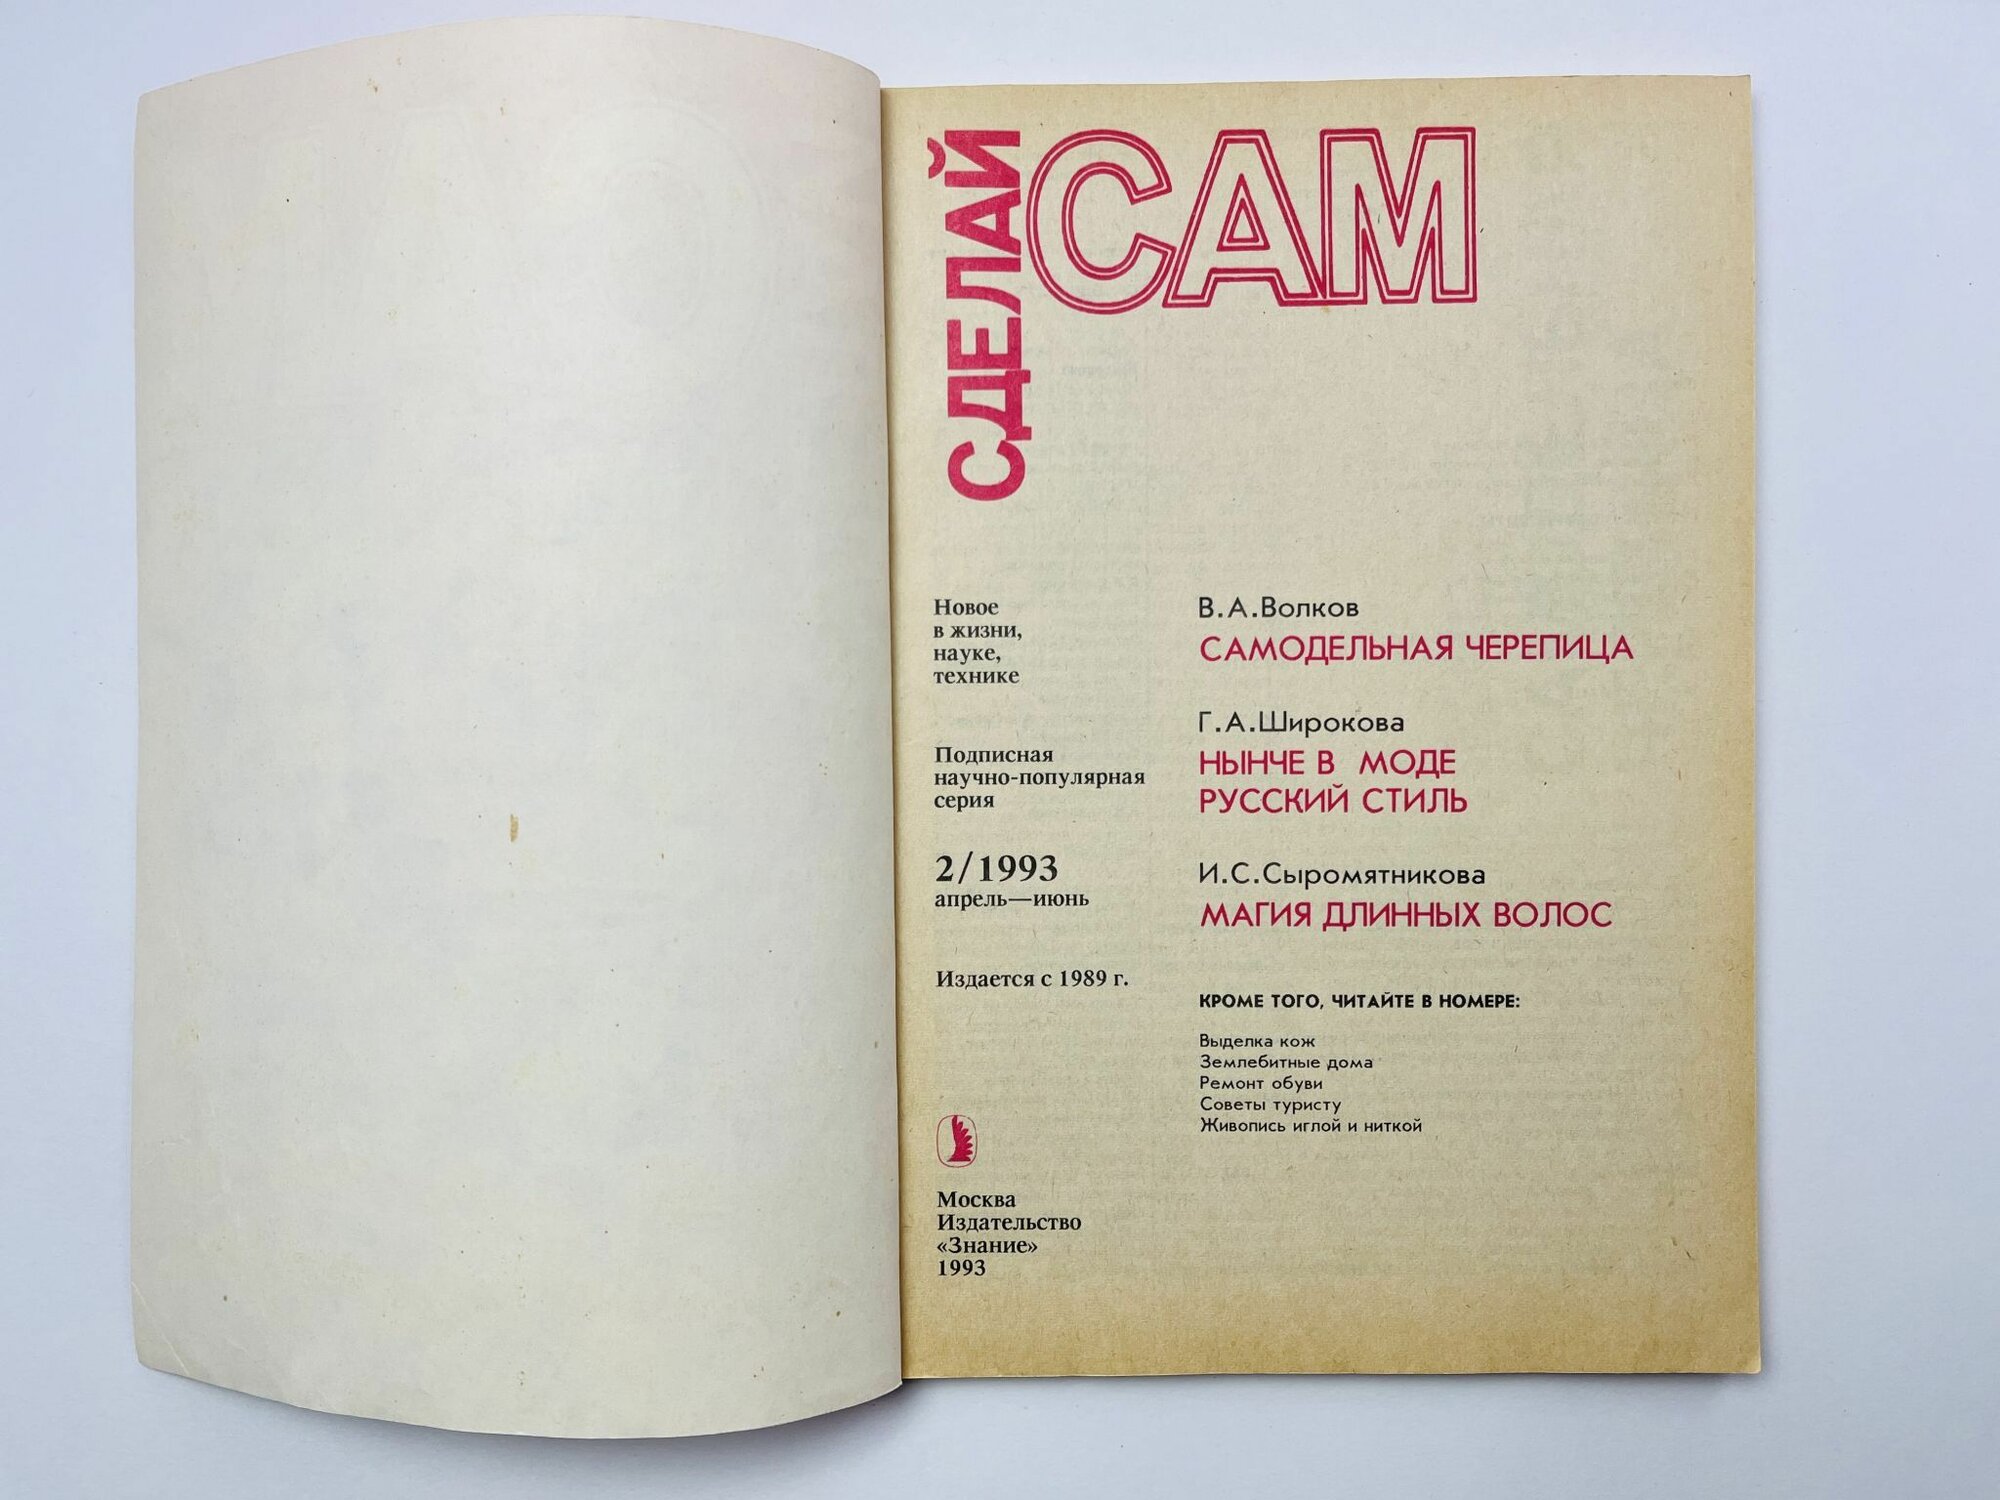 СДЕЛАЙ
САМ
Новое
в жизни,
науке,
технике
Подписная
научно-популярная
серия
2/1993
апрель—июнь
Издается с 1989 г.
Москва
Издательство
«Знание»
1993
В.А.Волков
САМОДЕЛЬНАЯ ЧЕРЕПИЦА
Г.А.Широкова
НЫНЧЕ В МОДЕ
РУССКИЙ СТИЛЬ
И.С.Сыромятникова
МАГИЯ ДЛИННЫХ ВОЛОС
КРОМЕ ТОГО, ЧИТАЙТЕ В НОМЕРЕ:
Выделка кож
Землебитные дома
Ремонт обуви
Советы туристу
Живопись иглой и ниткой